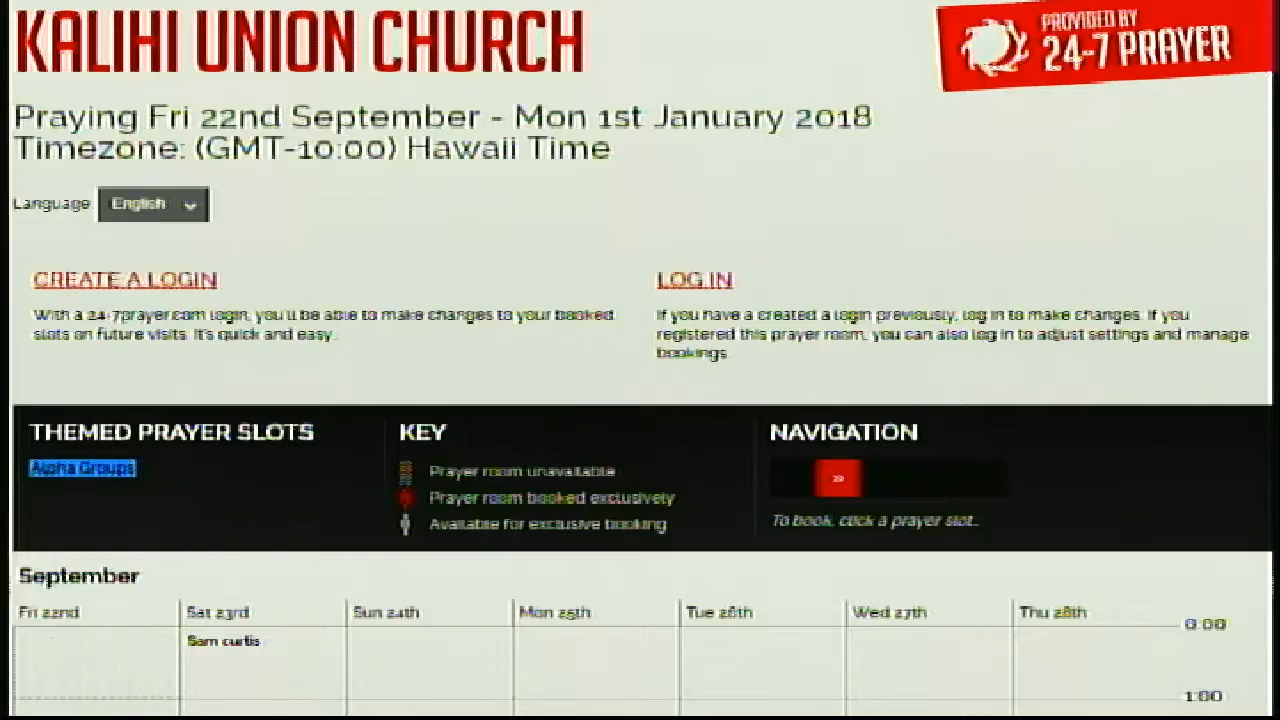 KALIHI UNION CHURCH
PROVIDED BY
24-7 PRAYER
Praying Fri 22nd September - Mon 1st January 2018
Timezone: (GMT-10:00) Hawaii Time
Language English
CREATE A LOGIN
With a 24-7prayer.com login, you'll be able to make changes to your booked
slots on future visits. It's quick and easy.
LOG IN
If you have a created a login previously, log in to make changes. If you
registered this prayer room, you can also log in to adjust settings and manage
bookings.
THEMED PRAYER SLOTS
Alpha Groups
KEY
Prayer room unavailable
Prayer room booked exclusively
Available for exclusive booking
NAVIGATION
»
To book, click a prayer slot.
September
Fri 22nd Sat 23rd Sun 24th Mon 25th Tue 26th Wed 27th Thu 28th
0:00
Sam curtis
1:00